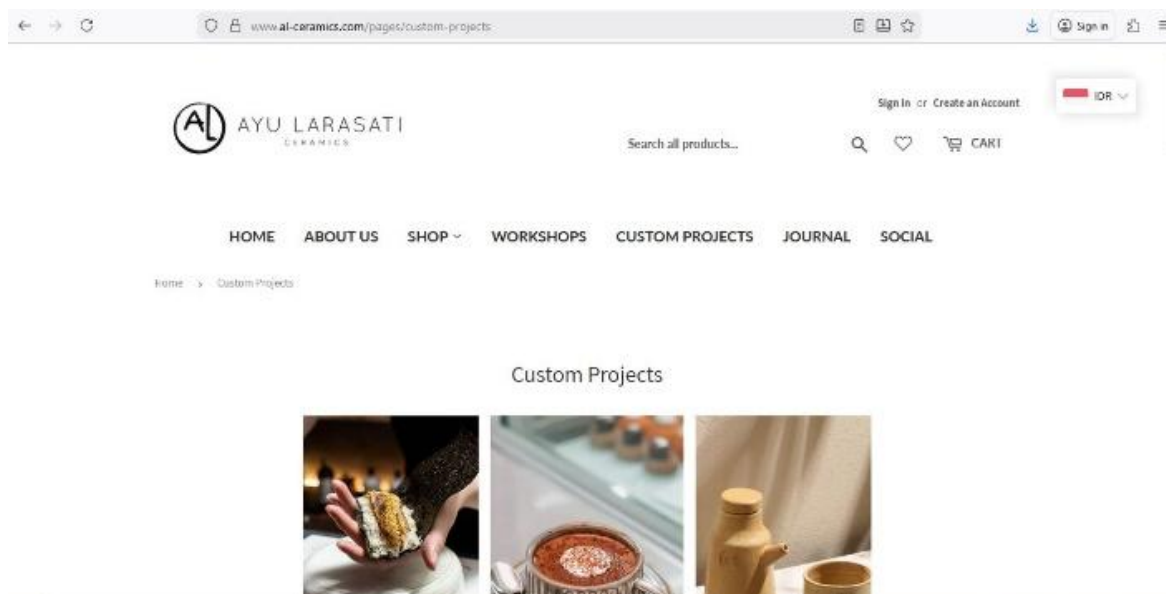 www.al-ceramics.com/pages/custom-projects
Sign in
Sign In or Create an Account
IDR
AL AYU LARASATI
CERAMICS
Search all products...
CART
HOME ABOUT US SHOP WORKSHOPS CUSTOM PROJECTS JOURNAL SOCIAL
Home > Custom Projects
Custom Projects